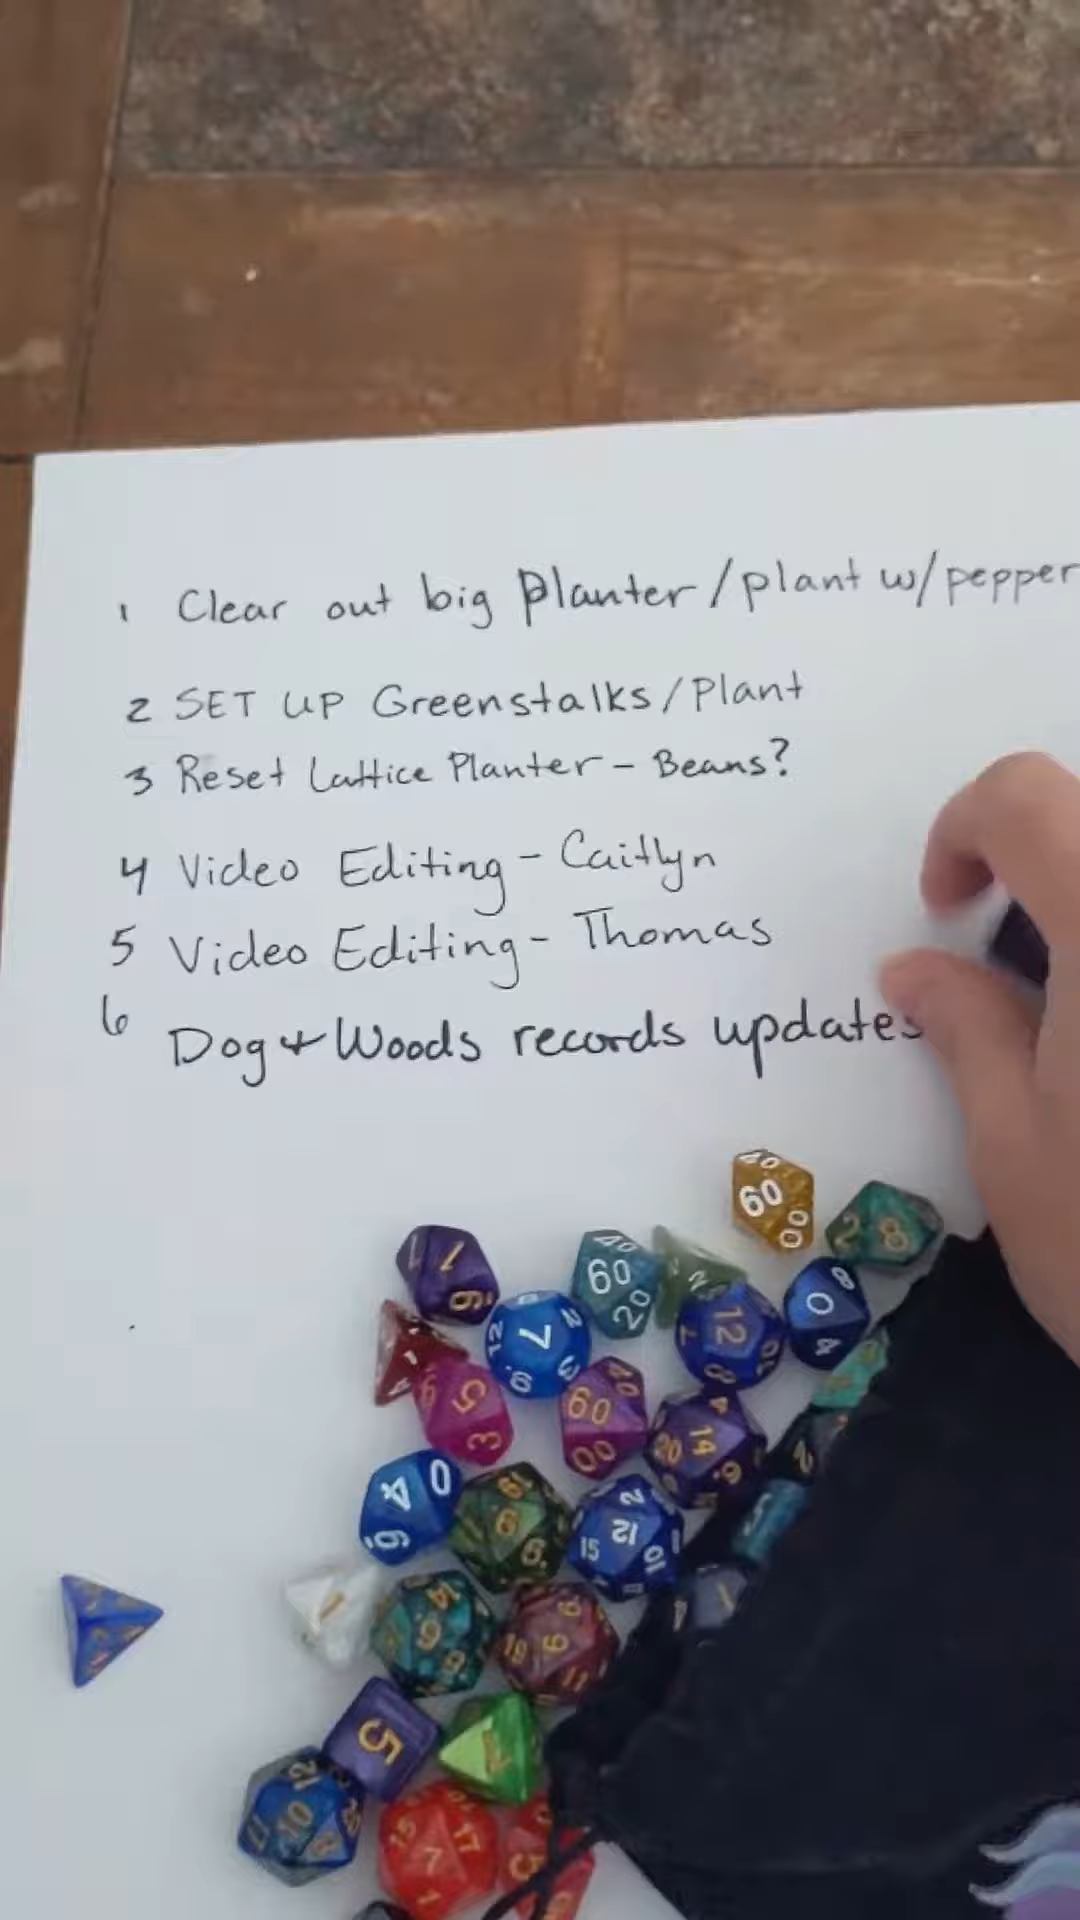 1 Clear out big planter/plant w/pepper
2 SET UP Greenstalks/Plant
3 Reset Lattice Planter - Beans?
4 Video Editing - Caitlyn
5 Video Editing - Thomas
6 Dog + Woods records updates